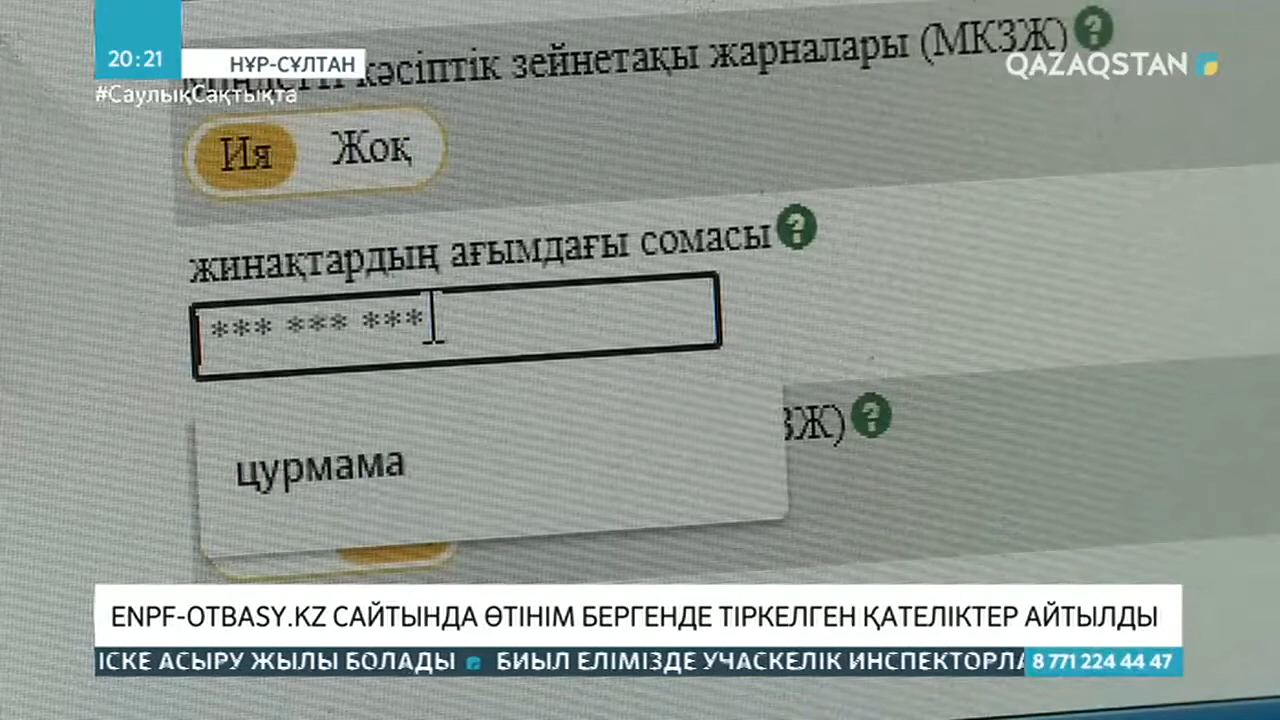 20:21
НҰР-СҰЛТАН
#СаулықСақтықта
QAZAQSTAN
кәсіптік зейнетақы жарналары (МКЗЖ) ?
Ия Жоқ
жинақтардың ағымдағы сомасы ?
*** *** ***
ЗЖ) ?
цурмама
ENPF-OTBASY.KZ САЙТЫНДА ӨТІНІМ БЕРГЕНДЕ ТІРКЕЛГЕН ҚАТЕЛІКТЕР АЙТЫЛДЫ
ІСКЕ АСЫРУ ЖЫЛЫ БОЛАДЫ БИЫЛ ЕЛІМІЗДЕ УЧАСКЕЛІК ИНСПЕКТОРЛА 8 771 224 44 47